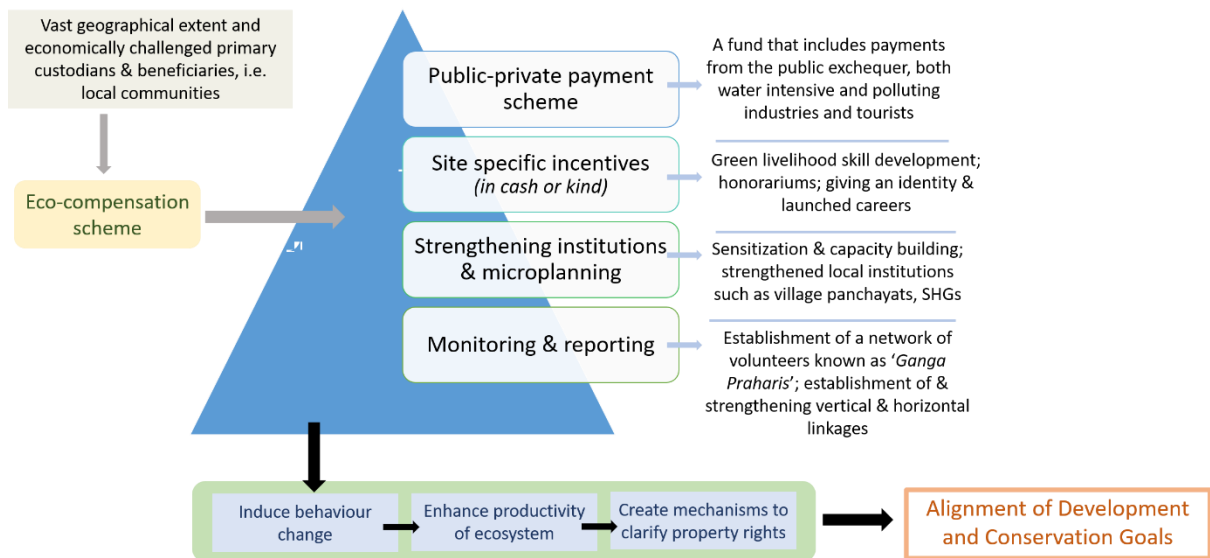 Vast geographical extent and
economically challenged primary
custodians & beneficiaries, i.e.
local communities
Eco-compensation
scheme
Public-private payment
scheme
A fund that includes payments
from the public exchequer, both
water intensive and polluting
industries and tourists
Site specific incentives
(in cash or kind)
Green livelihood skill development;
honorariums; giving an identity &
launched careers
Strengthening institutions
& microplanning
Sensitization & capacity building;
strengthened local institutions
such as village panchayats, SHGs
Monitoring & reporting
Establishment of a network of
volunteers known as ‘Ganga
Praharis’; establishment of &
strengthening vertical & horizontal
linkages
Induce behaviour
change
Enhance productivity
of ecosystem
Create mechanisms to
clarify property rights
Alignment of Development
and Conservation Goals